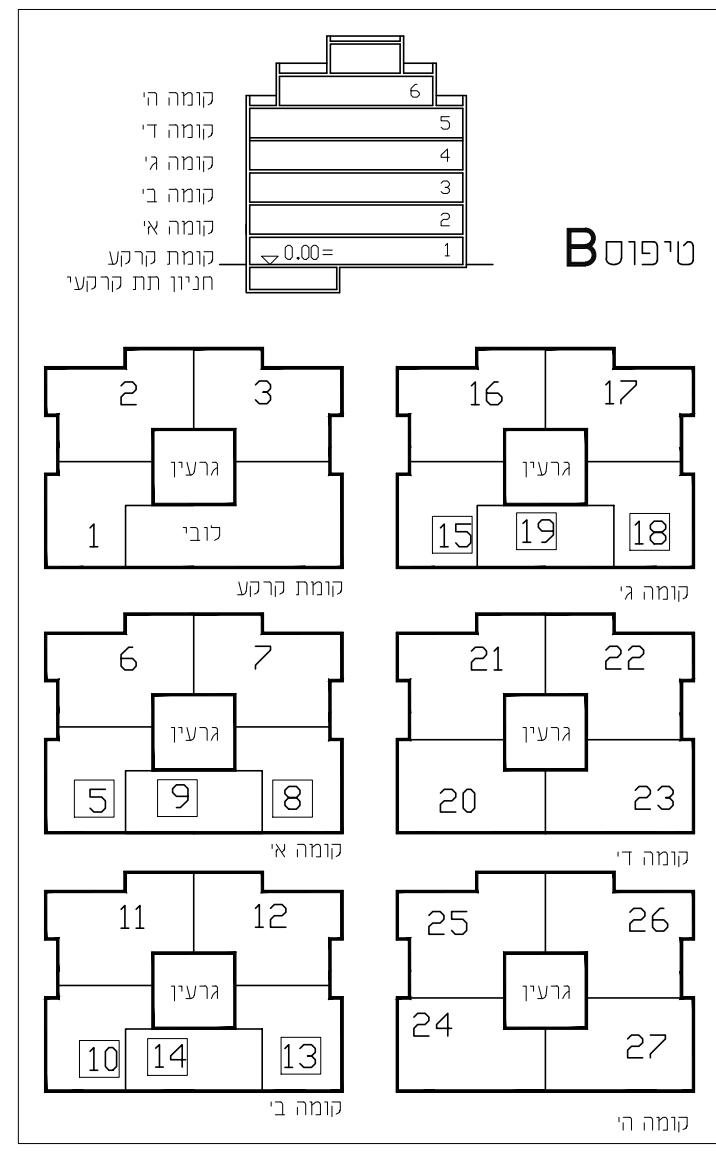 6
קומה ה'
5
קומה ד'
4
קומה ג'
3
קומה ב'
2
קומה א'
1
0.00=
קומת קרקע
חניון תת קרקעי
טיפוס B
2 3
גרעין
1
לובי
קומת קרקע
16 17
גרעין
15 19 18
קומה ג'
6 7
גרעין
5 9 8
קומה א'
21 22
גרעין
20 23
קומה ד'
11 12
גרעין
10 14 13
קומה ב'
25 26
גרעין
24 27
קומה ה'